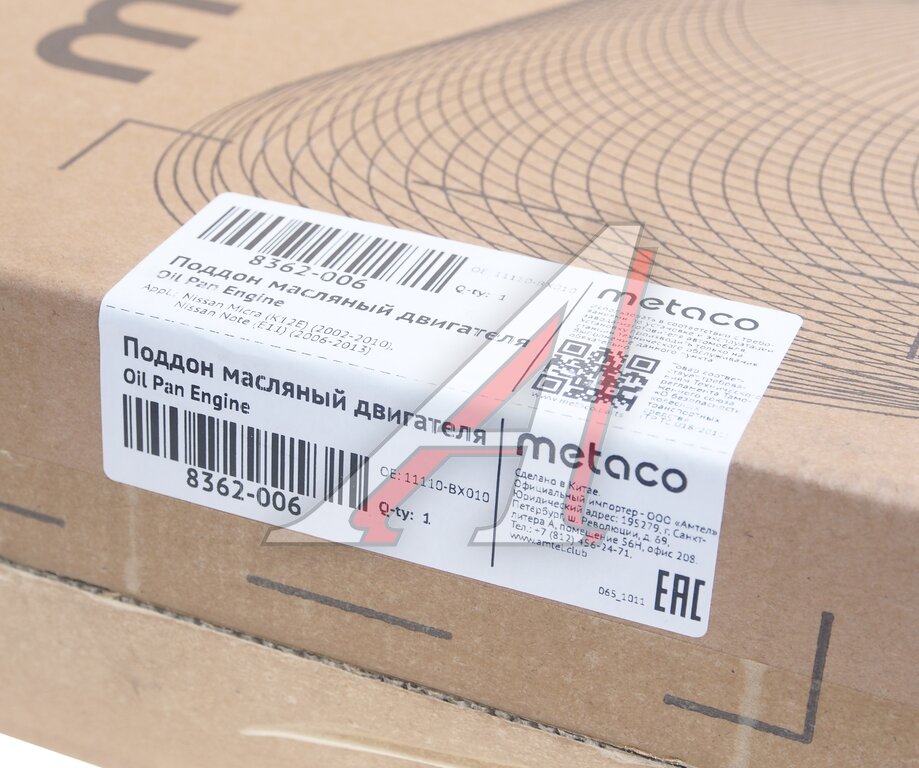 m
8362-006
OE: 11110-BX010
Q-ty: 1
Поддон масляный двигателя
Oil Pan Engine
Appl.: Nissan Micra (K12E) (2002-2010),
Nissan Note (E11) (2006-2013)
metaco
Поддон масляный двигателя
Oil Pan Engine
8362-006
OE: 11110-BX010
Q-ty: 1
metaco
Сделано в Китае.
Официальный импортер - ООО «Амтел»
Юридический адрес: 195279, г. Санкт-
Петербург, ш. Революции, д. 69,
литера А, помещение 56Н, офис 208.
Тел.: +7 (812) 456-24-71.
www.amtel.club
065_1011
EAC